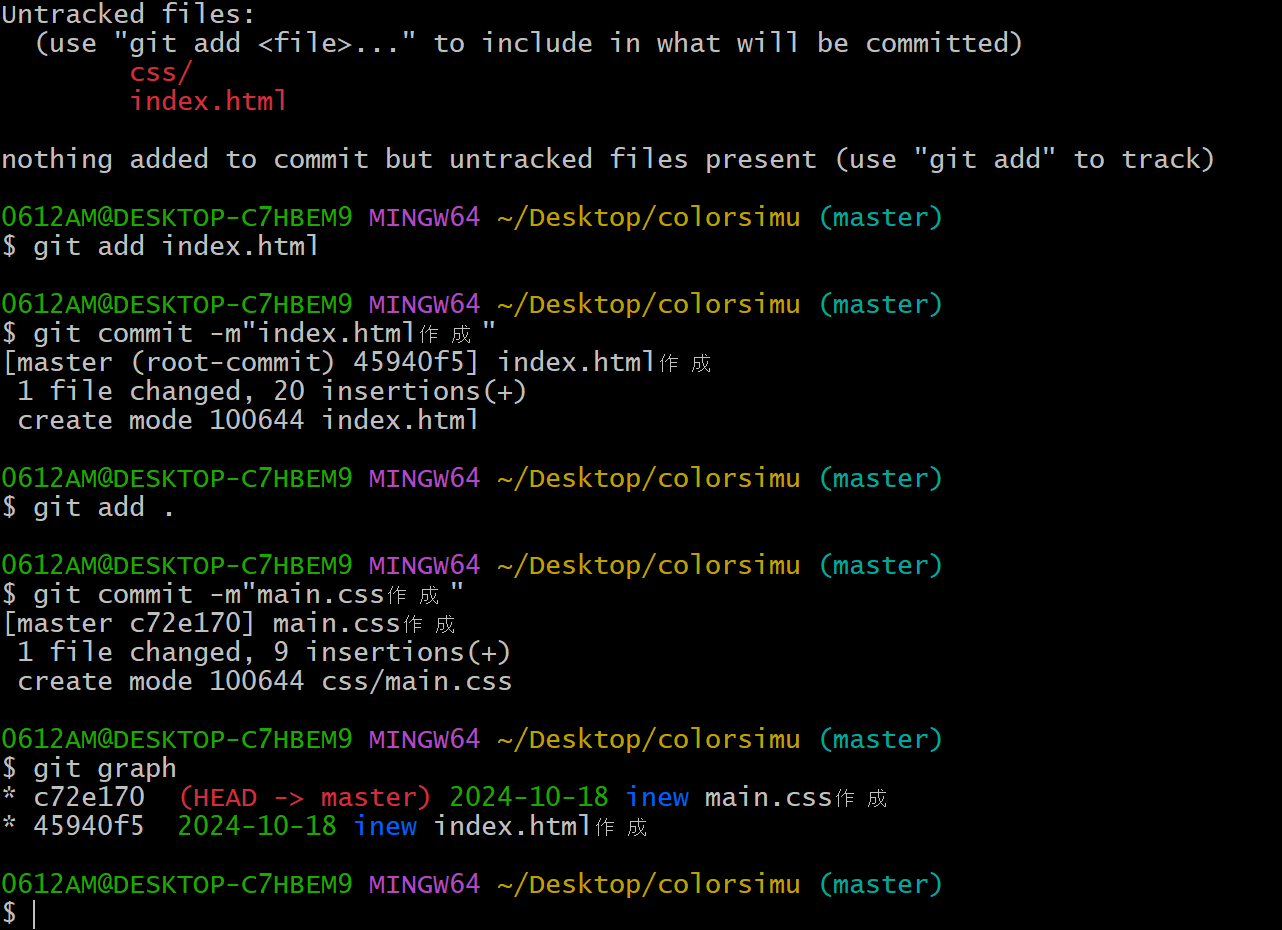 Untracked files:
  (use "git add <file>..." to include in what will be committed)
        css/
        index.html
nothing added to commit but untracked files present (use "git add" to track)
0612AM@DESKTOP-C7HBEM9 MINGW64 ~/Desktop/colorsimu (master)
$ git add index.html
0612AM@DESKTOP-C7HBEM9 MINGW64 ~/Desktop/colorsimu (master)
$ git commit -m"index.html作成"
[master (root-commit) 45940f5] index.html作成
 1 file changed, 20 insertions(+)
 create mode 100644 index.html
0612AM@DESKTOP-C7HBEM9 MINGW64 ~/Desktop/colorsimu (master)
$ git add .
0612AM@DESKTOP-C7HBEM9 MINGW64 ~/Desktop/colorsimu (master)
$ git commit -m"main.css作成"
[master c72e170] main.css作成
 1 file changed, 9 insertions(+)
 create mode 100644 css/main.css
0612AM@DESKTOP-C7HBEM9 MINGW64 ~/Desktop/colorsimu (master)
$ git graph
* c72e170  (HEAD -> master) 2024-10-18 inew main.css作成
* 45940f5  2024-10-18 inew index.html作成
0612AM@DESKTOP-C7HBEM9 MINGW64 ~/Desktop/colorsimu (master)
$